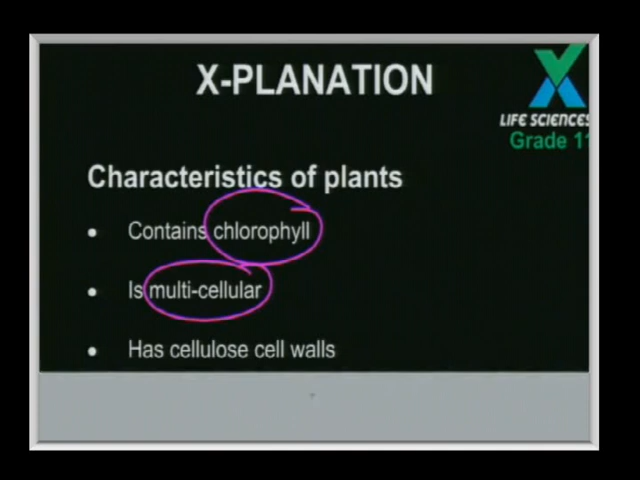 X-PLANATION
LIFE SCIENCES
Grade 11
Characteristics of plants
• Contains chlorophyll
• Is multi-cellular
• Has cellulose cell walls